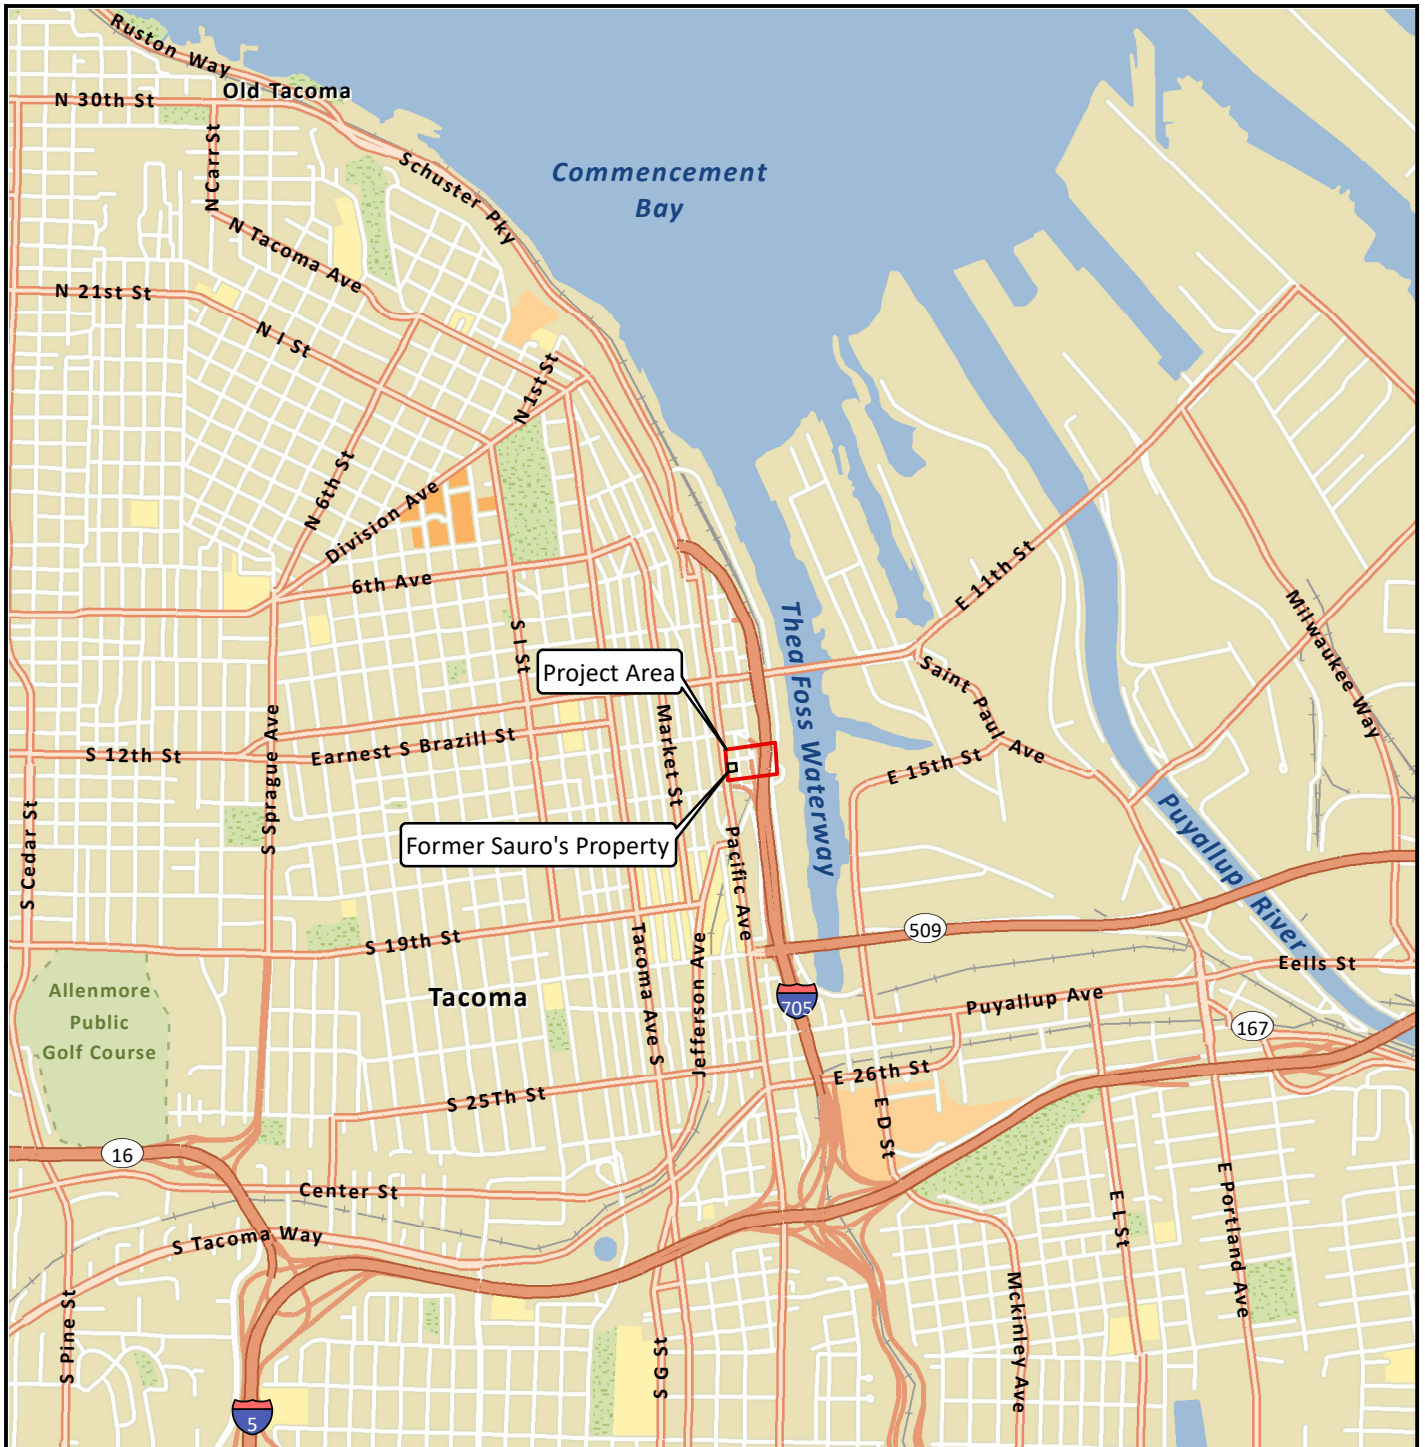 Ruston Way
Old Tacoma
N 30th St
N Carr St
Schuster Pky
Commencement
Bay
N Tacoma Ave
N 21st St
N I St
N 1st St
N 6th St
Division Ave
6th Ave
E 11th St
Thea Foss Waterway
Milwaukee Way
S I St
Project Area
Saint Paul Ave
Market St
S 12th St
Earnest S Brazill St
S Sprague Ave
E 15th St
Puyallup River
S Cedar St
Former Sauro's Property
Pacific Ave
S 19th St
509
Tacoma Ave S
Jefferson Ave
Eells St
Allenmore
Public
Golf Course
Tacoma
705
Puyallup Ave
167
E 26th St
S 25Th St
E D St
16
Center St
E L St
E Portland Ave
S Tacoma Way
S Pine St
Mckinley Ave
S G St
5